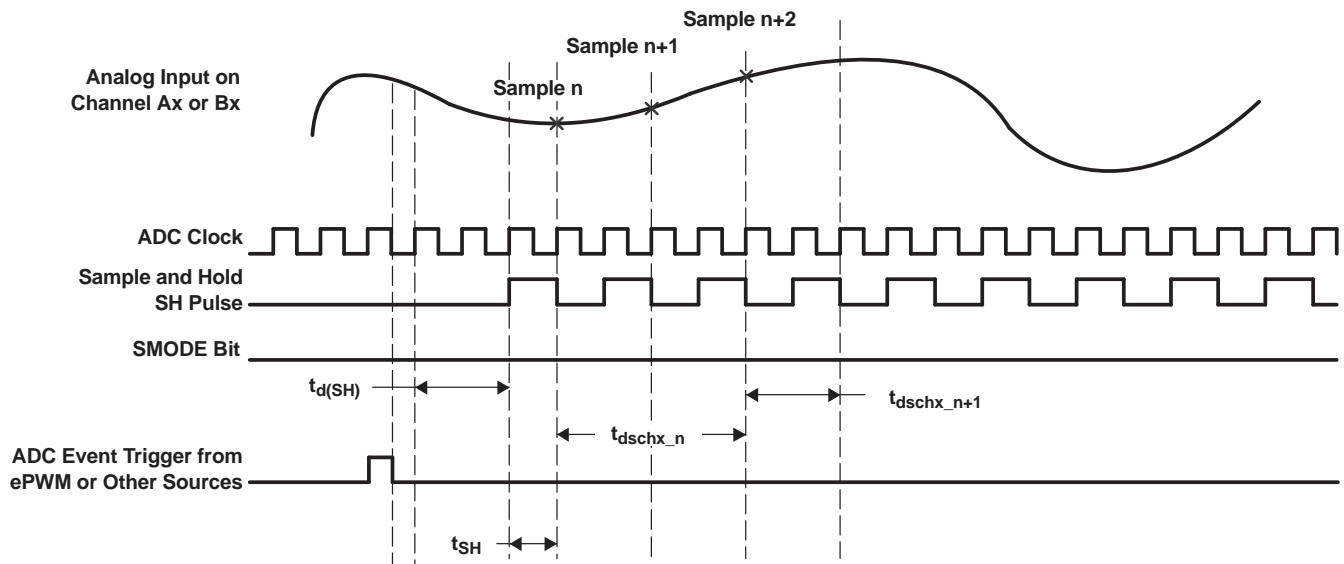 Sample n+2
Sample n+1
Analog Input on
Channel Ax or Bx
Sample n
ADC Clock
Sample and Hold
SH Pulse
SMODE Bit
td(SH)
tdschx_n+1
tdschx_n
ADC Event Trigger from
ePWM or Other Sources
tSH